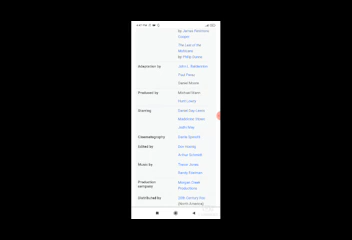 by James Fenimore
Cooper
The Last of the
Mohicans
by Philip Dunne
Adaptation by
John L. Balderston
Paul Perez
Daniel Moore
Produced by
Michael Mann
Hunt Lowry
Starring
Daniel Day-Lewis
Madeleine Stowe
Jodhi May
Cinematography
Dante Spinotti
Edited by
Dov Hoenig
Arthur Schmidt
Music by
Trevor Jones
Randy Edelman
Production
company
Morgan Creek
Productions
Distributed by
20th Century Fox
(North America)